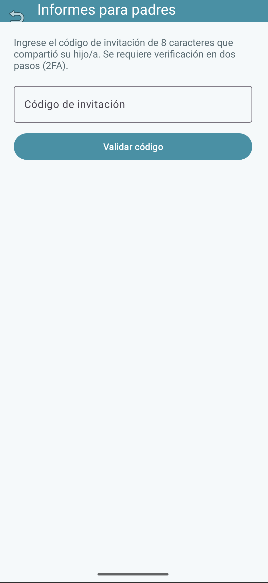 Informes para padres
Ingrese el código de invitación de 8 caracteres que
compartió su hijo/a. Se requiere verificación en dos
pasos (2FA).
Código de invitación
Validar código